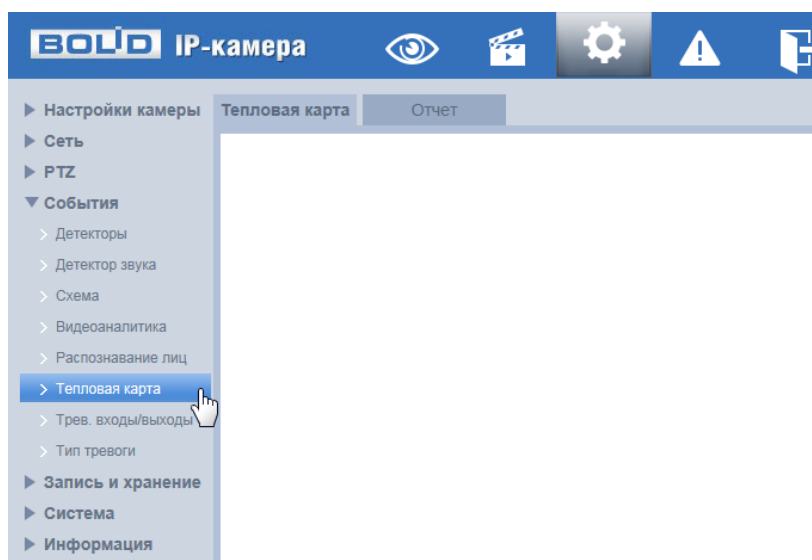 BOLID IP-камера
Настройки камеры
Сеть
PTZ
События
Детекторы
Детектор звука
Схема
Видеоаналитика
Распознавание лиц
Тепловая карта
Трев. входы/выходы
Тип тревоги
Запись и хранение
Система
Информация
Тепловая карта Отчет